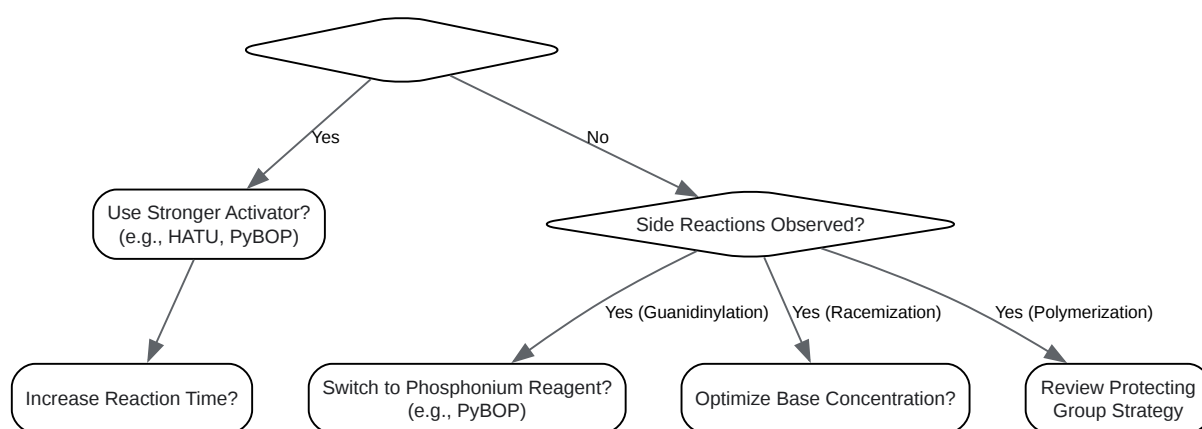 Yes
No
Use Stronger Activator?
(e.g., HATU, PyBOP)
Side Reactions Observed?
Yes (Guanidinylation)
Yes (Racemization)
Yes (Polymerization)
Increase Reaction Time?
Switch to Phosphonium Reagent?
(e.g., PyBOP)
Optimize Base Concentration?
Review Protecting
Group Strategy